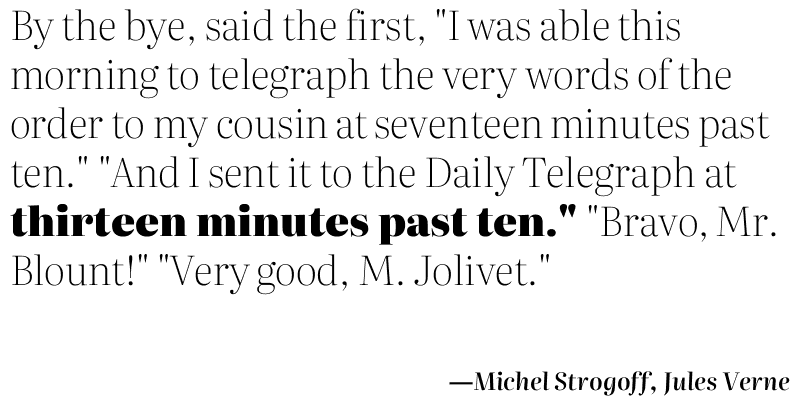 By the bye, said the first, "I was able this
morning to telegraph the very words of the
order to my cousin at seventeen minutes past
ten." "And I sent it to the Daily Telegraph at
thirteen minutes past ten." "Bravo, Mr.
Blount!" "Very good, M. Jolivet."
—Michel Strogoff, Jules Verne